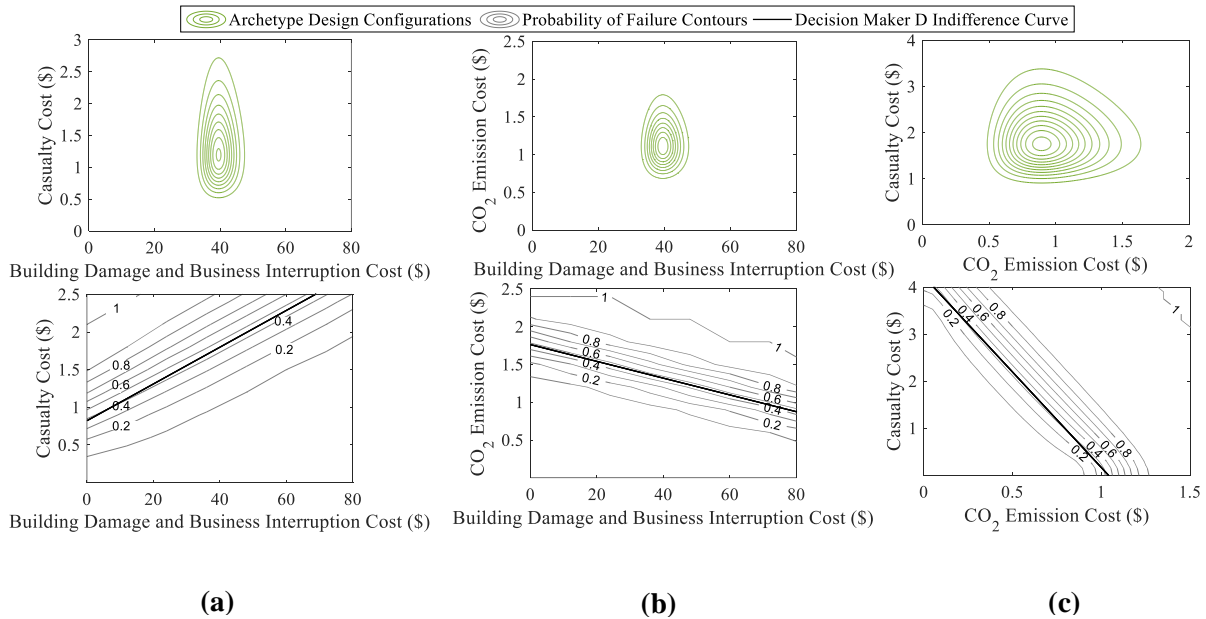 Archetype Design Configurations Probability of Failure Contours Decision Maker D Indifference Curve
Casualty Cost ($)
3
2.5
2
1.5
1
0.5
0
0 20 40 60 80
Building Damage and Business Interruption Cost ($)
CO2 Emission Cost ($)
2.5
2
1.5
1
0.5
0
0 20 40 60 80
Building Damage and Business Interruption Cost ($)
Casualty Cost ($)
4
3
2
1
0
0 0.5 1 1.5 2
CO2 Emission Cost ($)
Casualty Cost ($)
2.5
2
1.5
1
0.5
1
0.8
0.6
0.4
0.2
0.4
0.2
0 20 40 60 80
Building Damage and Business Interruption Cost ($)
CO2 Emission Cost ($)
2.5
2
1.5
1
0.5
1
0.8
0.6
0.4
0.2
1
0.8
0.6
0.4
0.2
0 20 40 60 80
Building Damage and Business Interruption Cost ($)
Casualty Cost ($)
4
3
2
1
0.2
0.4
0.6
0.8
1
0.2
0.4
0.6
0.8
0 0.5 1 1.5
CO2 Emission Cost ($)
(a)
(b)
(c)